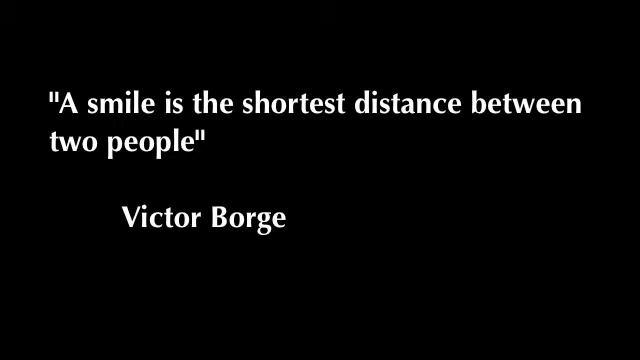 "A smile is the shortest distance between
two people"
Victor Borge